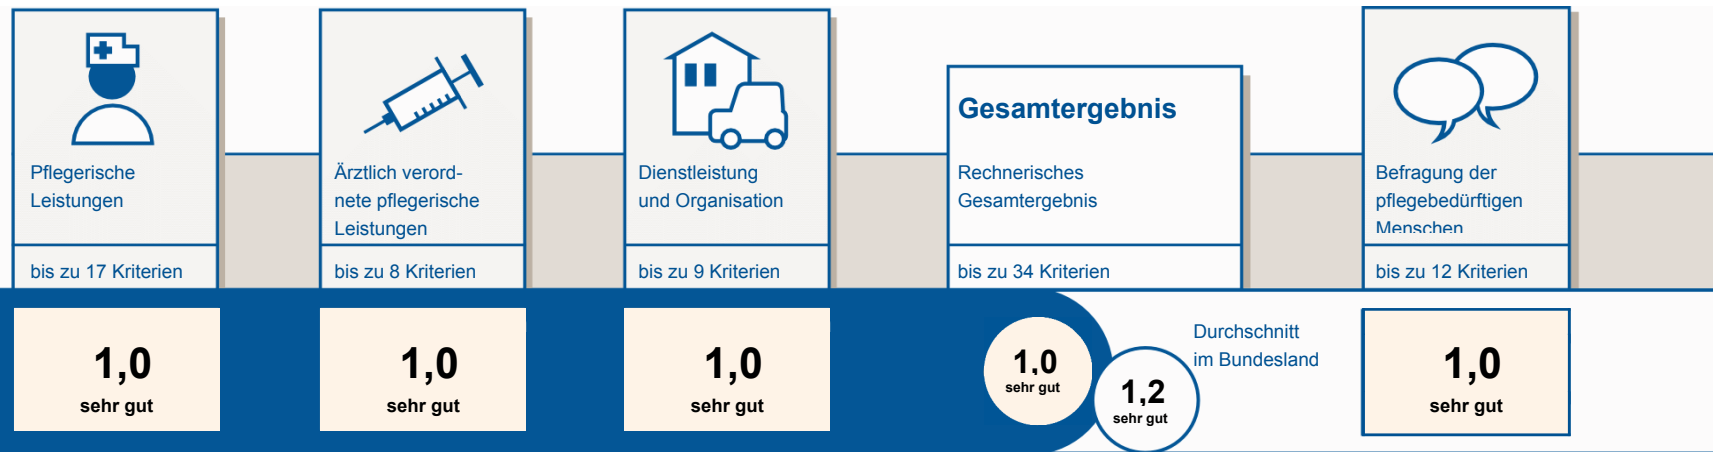 Pflegerische
Leistungen
bis zu 17 Kriterien
1,0
sehr gut
Ärztlich verord-
nete pflegerische
Leistungen
bis zu 8 Kriterien
1,0
sehr gut
Dienstleistung
und Organisation
bis zu 9 Kriterien
1,0
sehr gut
Gesamtergebnis
Rechnerisches
Gesamtergebnis
bis zu 34 Kriterien
1,0
sehr gut
1,2
sehr gut
Durchschnitt
im Bundesland
Befragung der
pflegebedürftigen
Menschen
bis zu 12 Kriterien
1,0
sehr gut